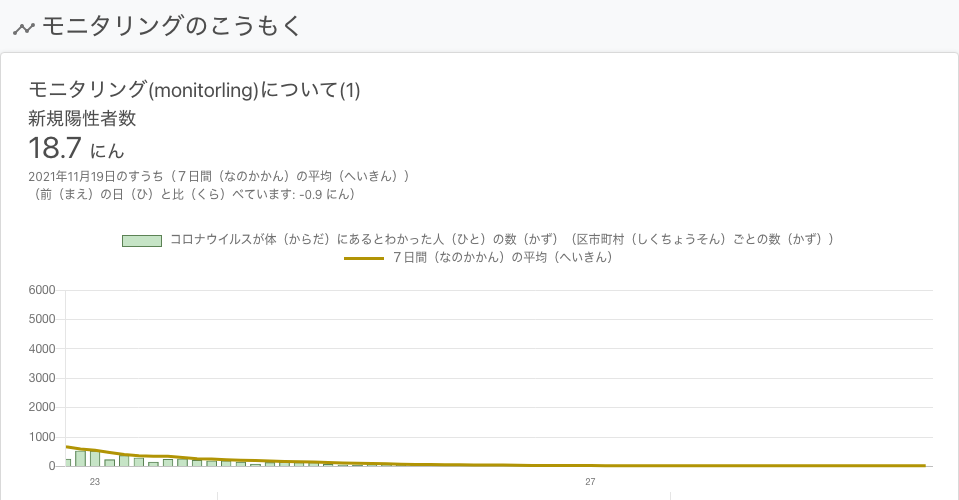 モニタリングのこうもく
モニタリング(monitorling)について(1)
新規陽性者数
18.7 にん
2021年11月19日のすうち（７日間（なのかかん）の平均（へいきん））
（前（まえ）の日（ひ）と比（くら）べています: -0.9 にん）
コロナウイルスが体（からだ）にあるとわかった人（ひと）の数（かず）（区市町村（しくちょうそん）ごとの数（かず））
７日間（なのかかん）の平均（へいきん）
6000
5000
4000
3000
2000
1000
0
23
27